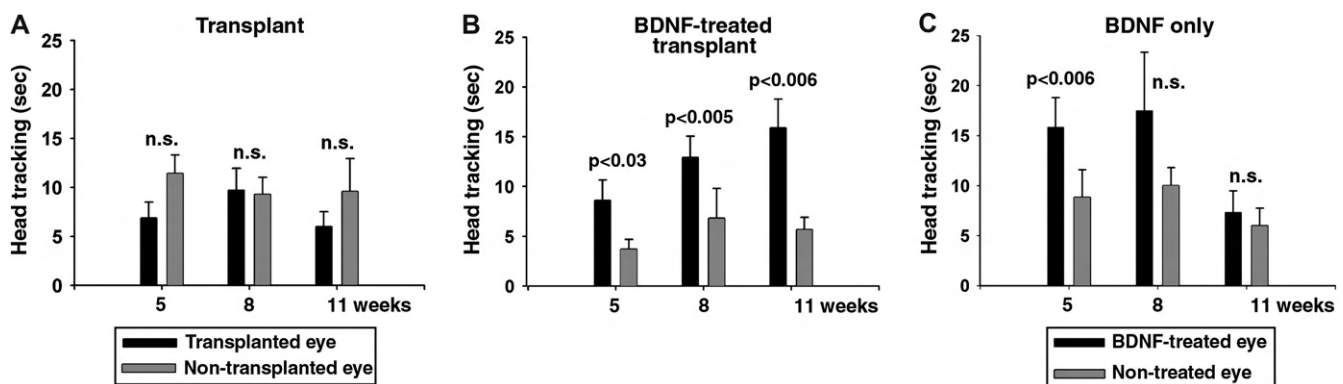 A
Transplant
Head tracking (sec)
25
20
15
10
5
0
n.s.
n.s.
n.s.
5
8
11 weeks
Transplanted eye
Non-transplanted eye
B
BDNF-treated
transplant
Head tracking (sec)
25
20
15
10
5
0
p<0.03
p<0.005
p<0.006
5
8
11 weeks
C
BDNF only
Head tracking (sec)
25
20
15
10
5
0
p<0.006
n.s.
n.s.
5
8
11 weeks
BDNF-treated eye
Non-treated eye